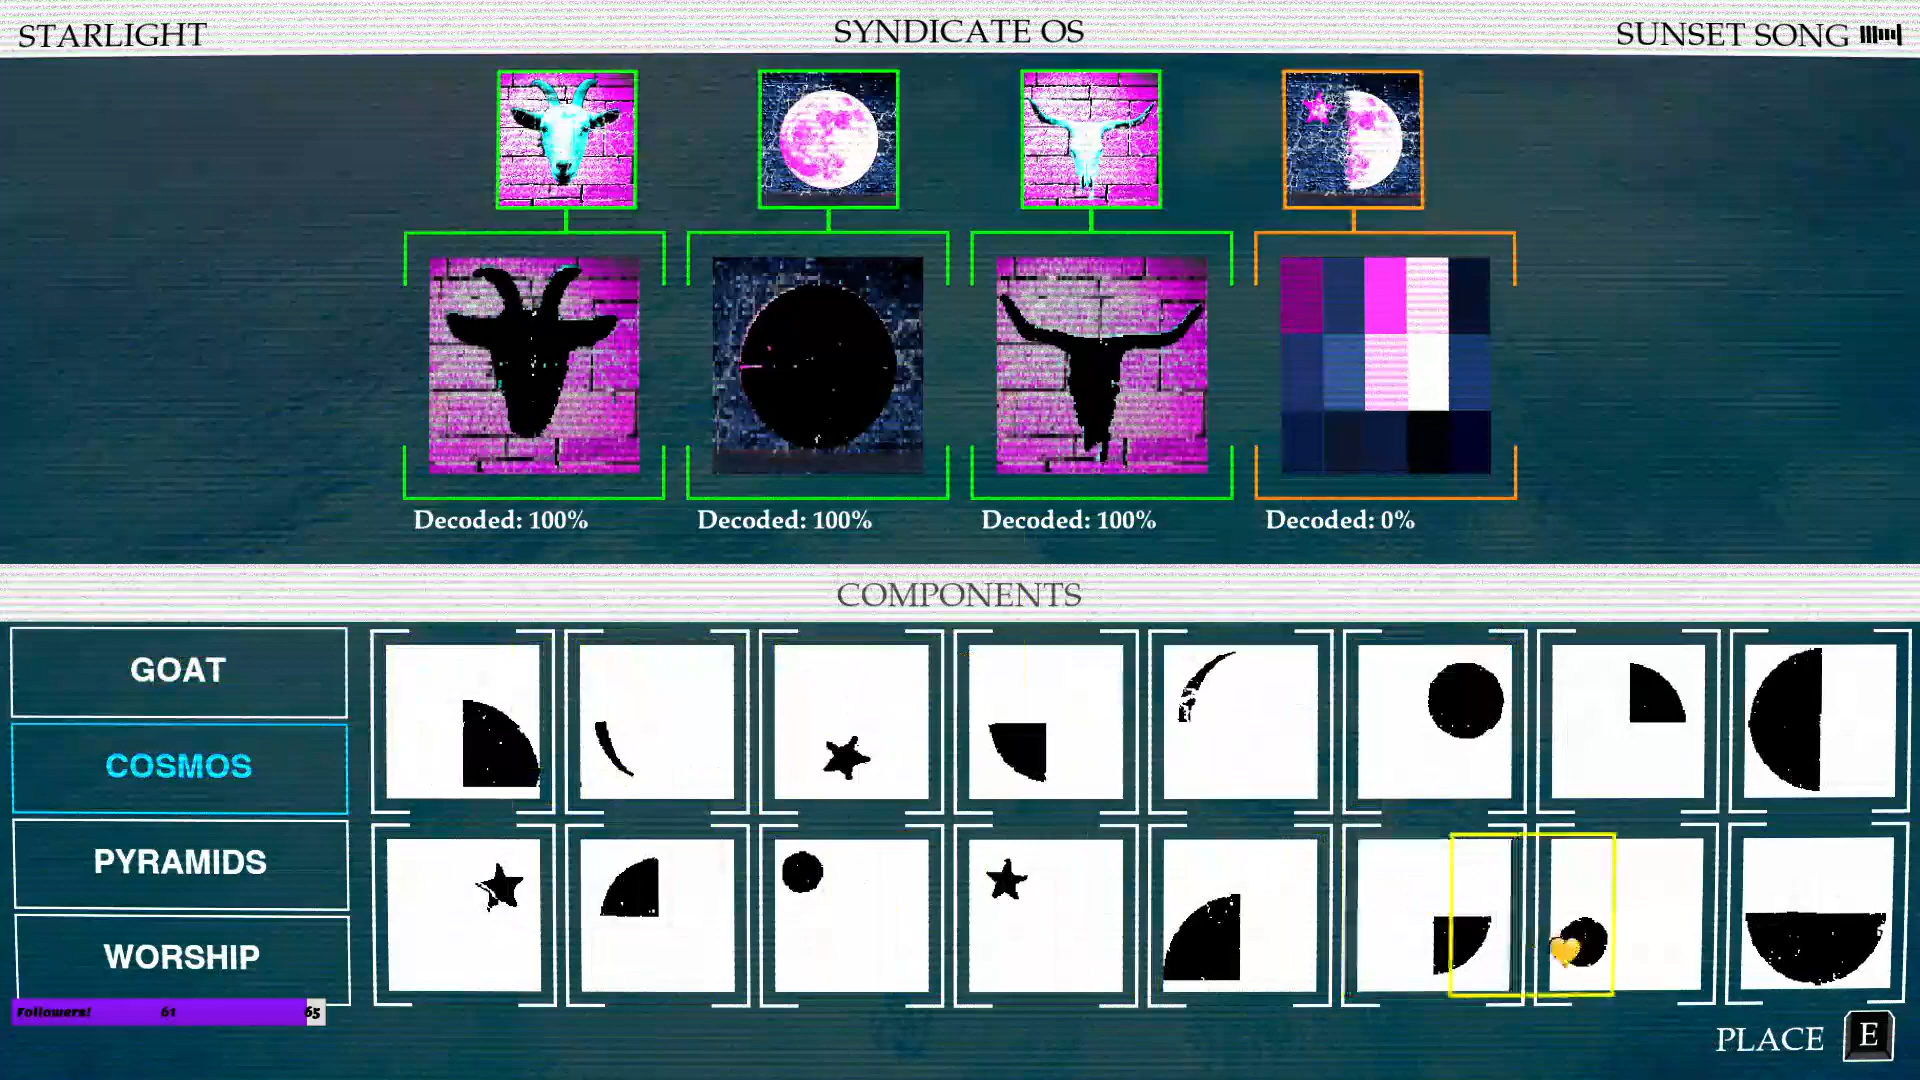 STARLIGHT
SYNDICATE OS
SUNSET SONG
Decoded: 100%
Decoded: 100%
Decoded: 100%
Decoded: 0%
COMPONENTS
GOAT
COSMOS
PYRAMIDS
WORSHIP
Followers! 61 65
PLACE E